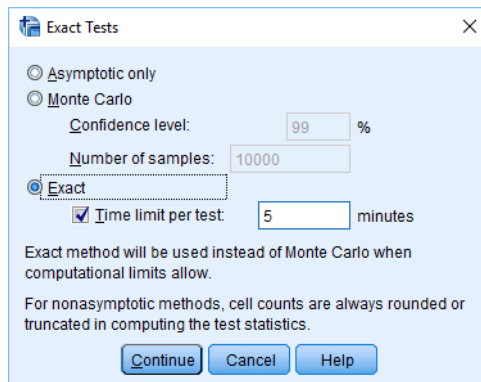 Exact Tests
Asymptotic only
Monte Carlo
Confidence level: 99 %
Number of samples: 10000
Exact
Time limit per test: 5 minutes
Exact method will be used instead of Monte Carlo when
computational limits allow.
For nonasymptotic methods, cell counts are always rounded or
truncated in computing the test statistics.
Continue Cancel Help